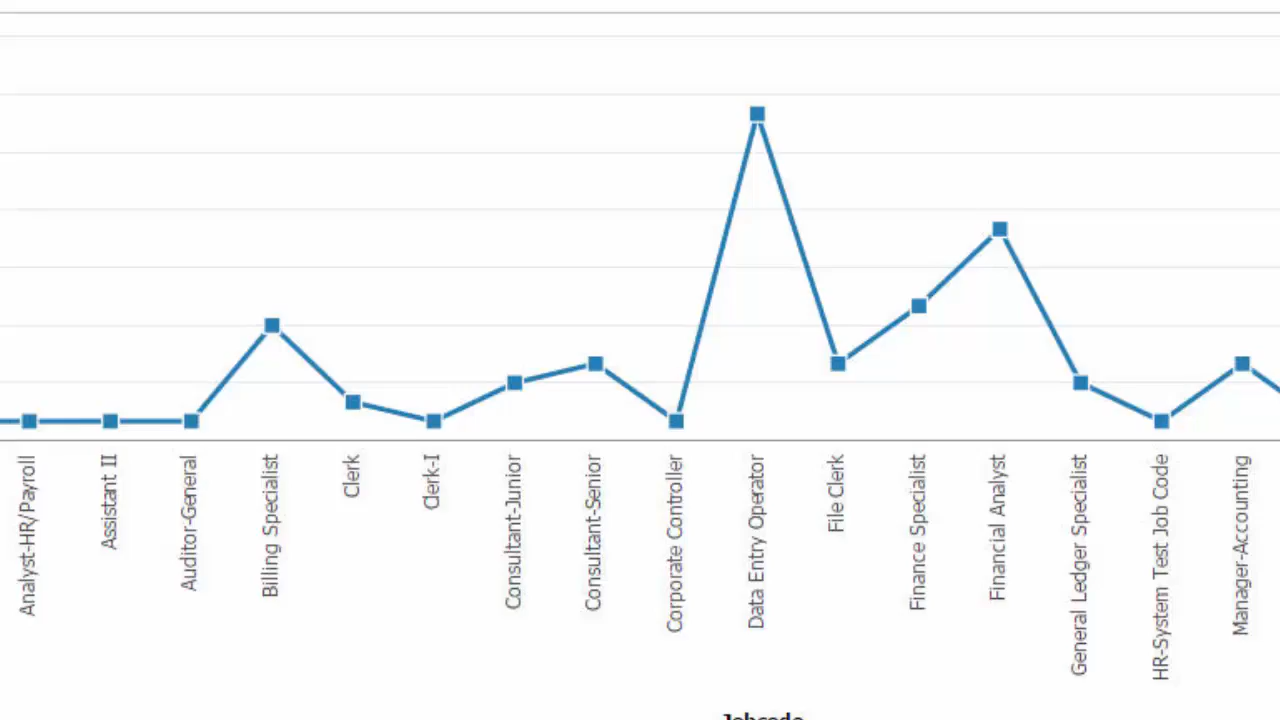 Analyst-HR/Payroll
Assistant II
Auditor-General
Billing Specialist
Clerk
Clerk-I
Consultant-Junior
Consultant-Senior
Corporate Controller
Data Entry Operator
File Clerk
Finance Specialist
Financial Analyst
General Ledger Specialist
HR-System Test Job Code
Manager-Accounting
Jobcode